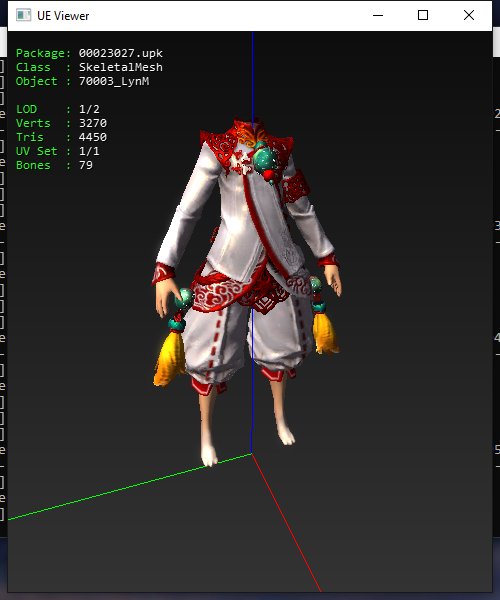 UE Viewer
Package: 00023027.upk
Class : SkeletalMesh
Object : 70003_LynM
LOD : 1/2
Verts : 3270
Tris : 4450
UV Set : 1/1
Bones : 79